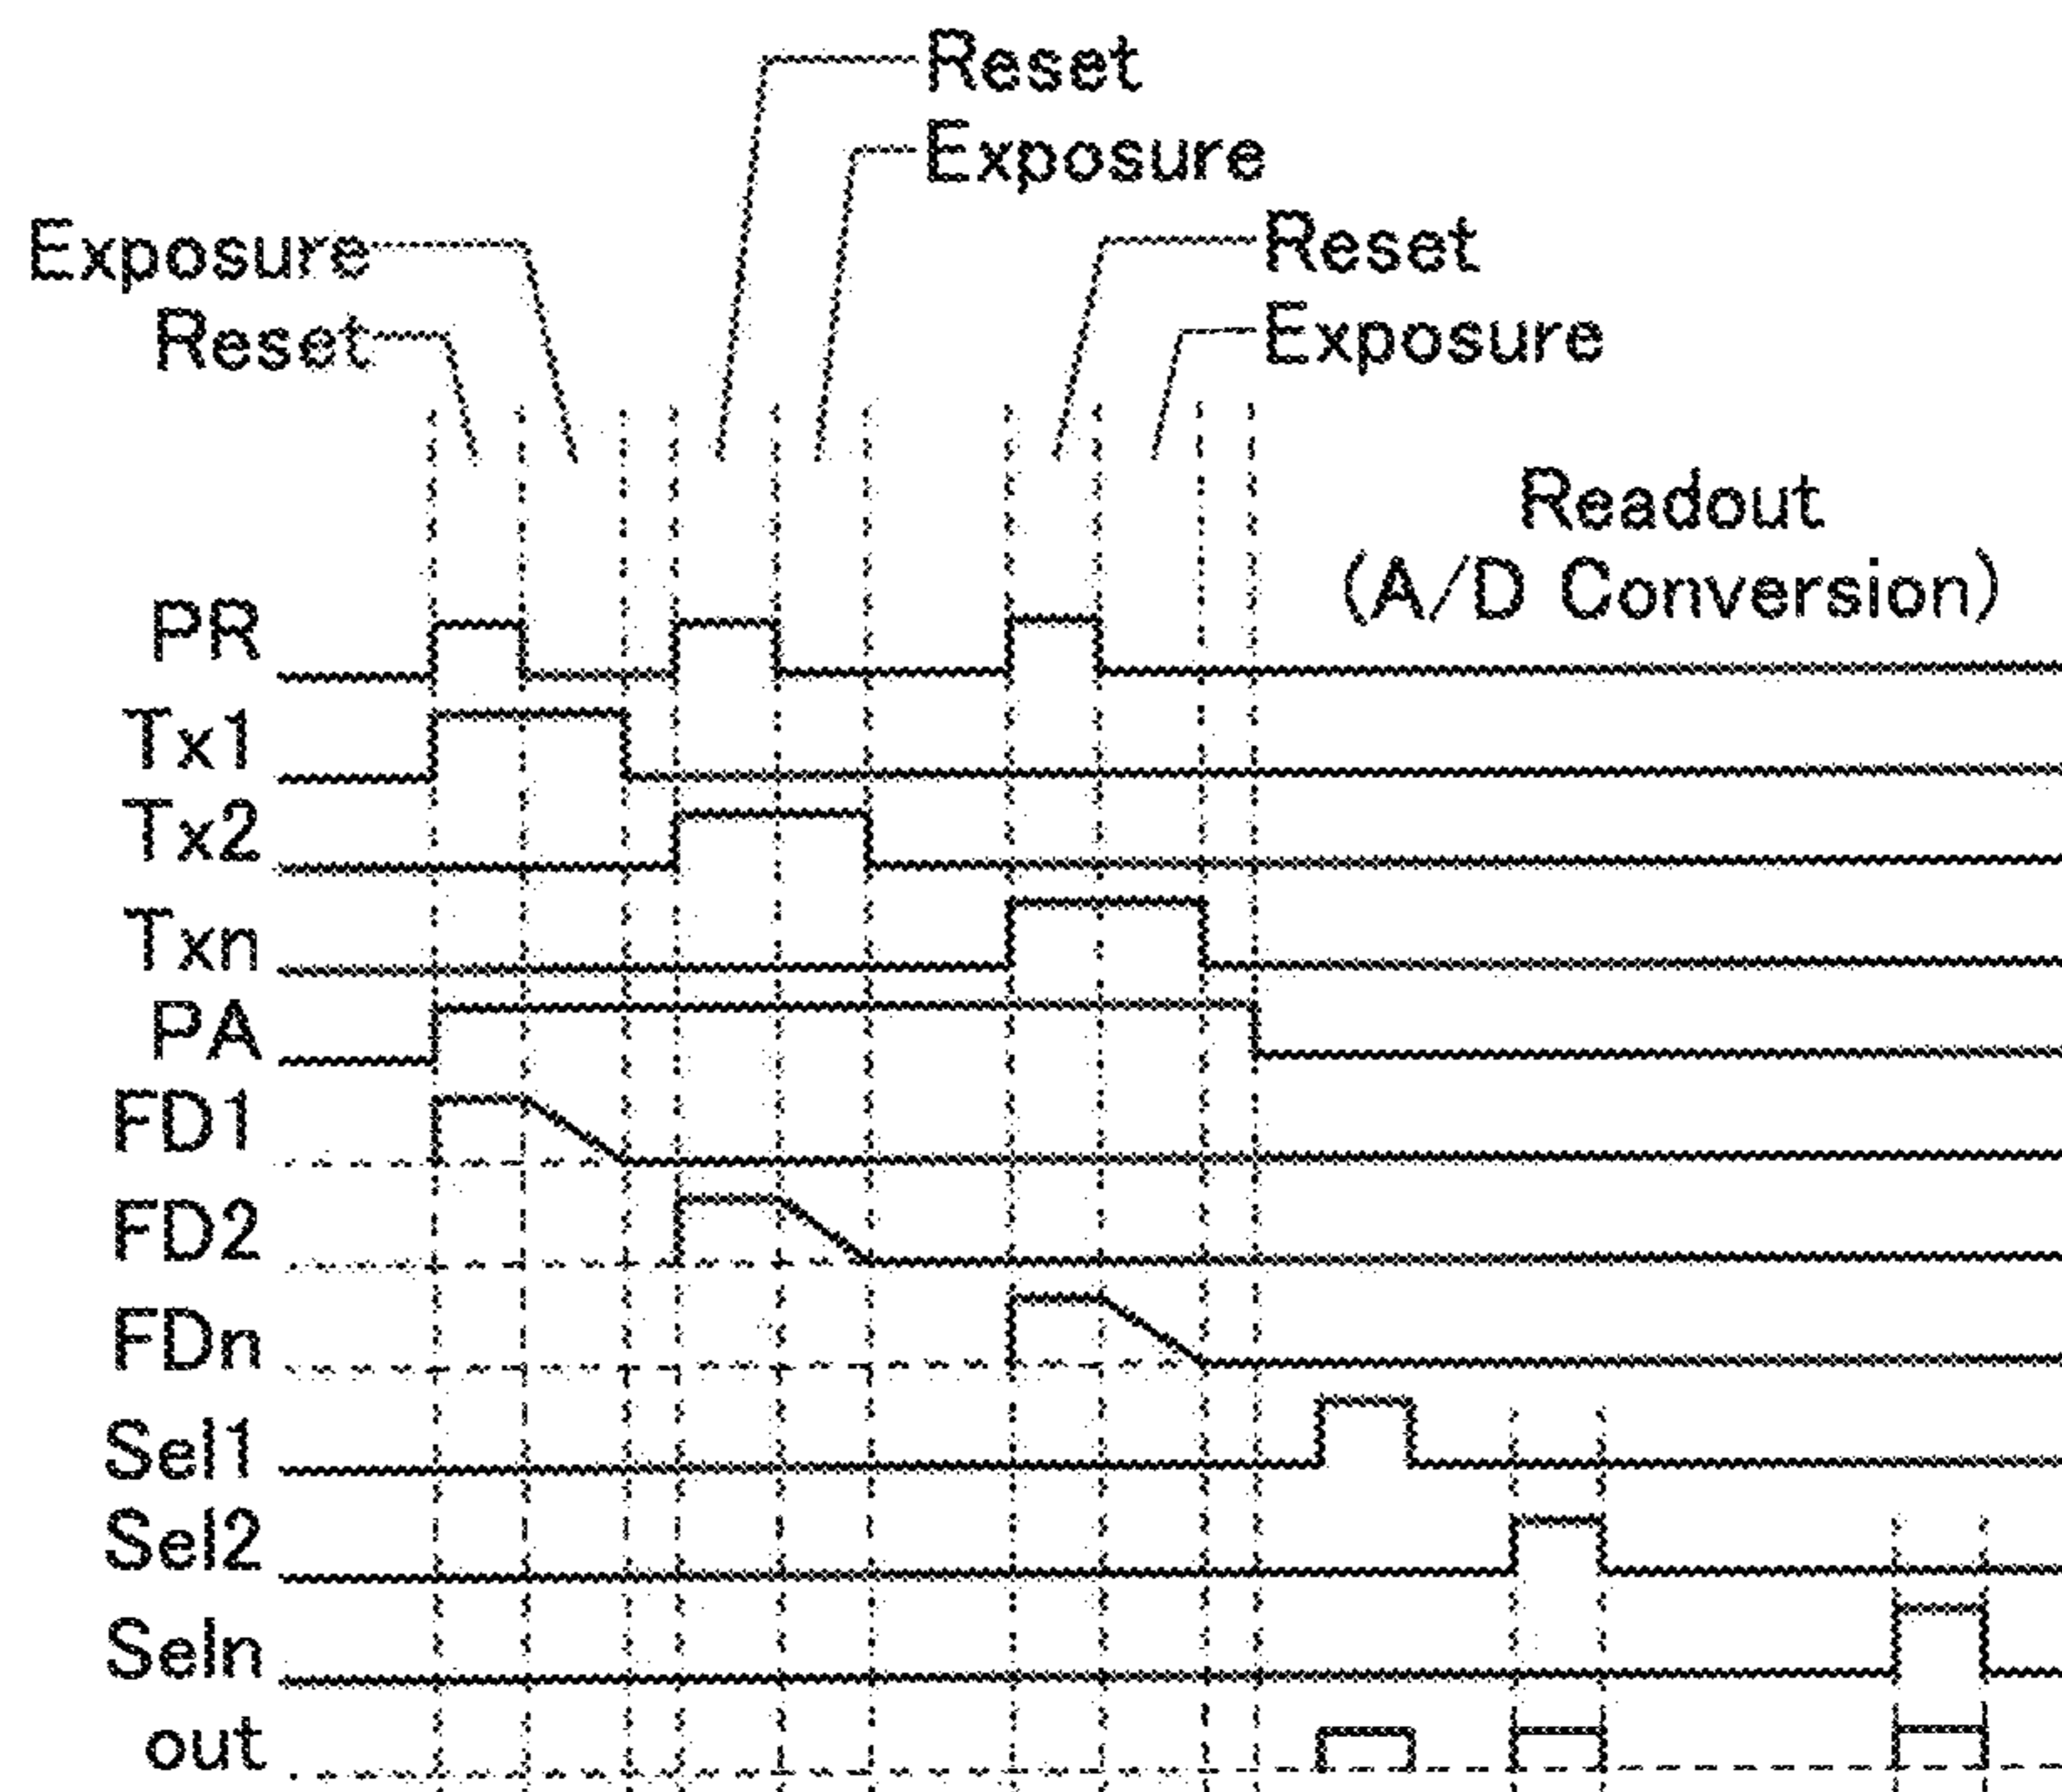 Reset
Exposure
Exposure
Reset
Reset
Exposure
Readout
(A/D Conversion)
PR
Tx1
Tx2
Txn
PA
FD1
FD2
FDn
Sel1
Sel2
Seln
out